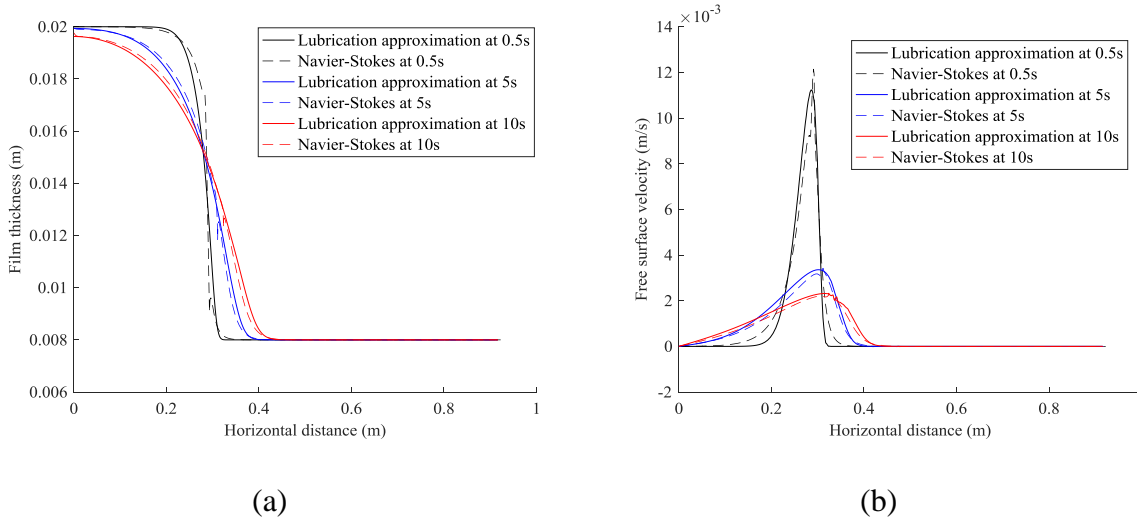 0.02
0.018
0.016
0.014
0.012
0.01
0.008
0.006
Film thickness (m)
0
0.2
0.4
0.6
0.8
1
Horizontal distance (m)
Lubrication approximation at 0.5s
Navier-Stokes at 0.5s
Lubrication approximation at 5s
Navier-Stokes at 5s
Lubrication approximation at 10s
Navier-Stokes at 10s
(a)
×10-3
14
12
10
8
6
4
2
0
-2
Free surface velocity (m/s)
0
0.2
0.4
0.6
0.8
Horizontal distance (m)
Lubrication approximation at 0.5s
Navier-Stokes at 0.5s
Lubrication approximation at 5s
Navier-Stokes at 5s
Lubrication approximation at 10s
Navier-Stokes at 10s
(b)